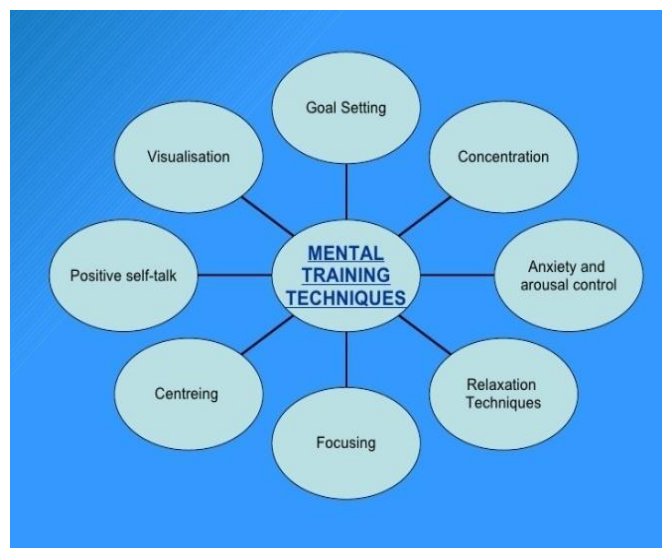 Goal Setting
Visualisation
Concentration
MENTAL
TRAINING
TECHNIQUES
Positive self-talk
Anxiety and
arousal control
Centreing
Relaxation
Techniques
Focusing